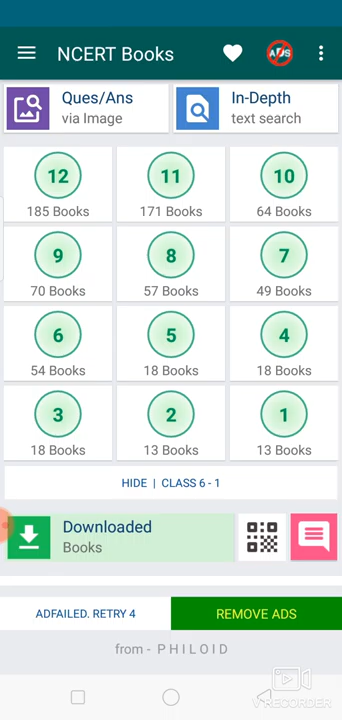 NCERT Books
ADS
Ques/Ans
via Image
In-Depth
text search
12
185 Books
11
171 Books
10
64 Books
9
70 Books
8
57 Books
7
49 Books
6
54 Books
5
18 Books
4
18 Books
3
18 Books
2
13 Books
1
13 Books
HIDE | CLASS 6 - 1
Downloaded
Books
ADFAILED. RETRY 4
REMOVE ADS
from - PHILOID
V RECORDER